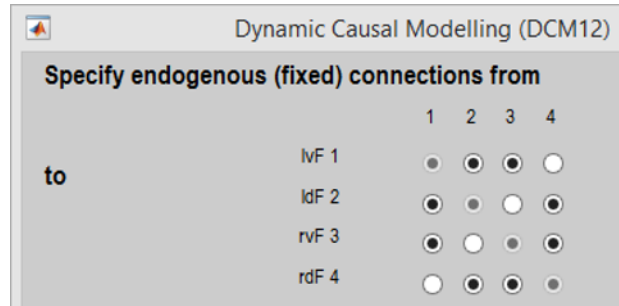 Dynamic Causal Modelling (DCM12)
Specify endogenous (fixed) connections from
1 2 3 4
lvF 1
to
ldF 2
rvF 3
rdF 4